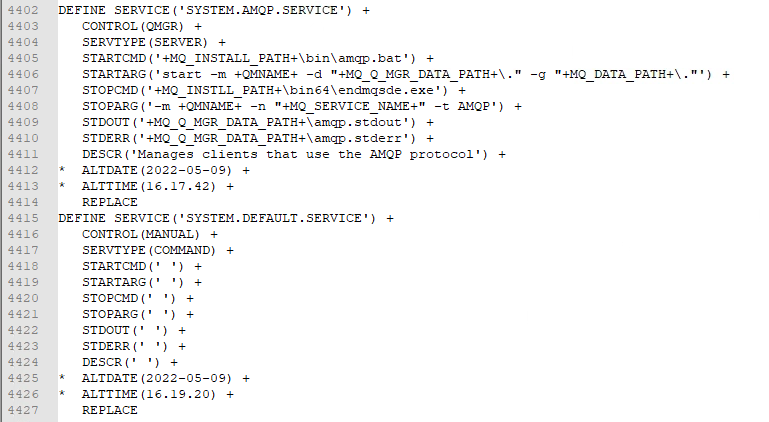 4402 DEFINE SERVICE('SYSTEM.AMQP.SERVICE') +
4403    CONTROL(QMGR) +
4404    SERVTYPE(SERVER) +
4405    STARTCMD('+MQ_INSTALL_PATH+\bin\amqp.bat') +
4406    STARTARG('start -m +QMNAME+ -d "+MQ_Q_MGR_DATA_PATH+\." -g "+MQ_DATA_PATH+\."') +
4407    STOPCMD('+MQ_INSTLL_PATH+\bin64\endmqsde.exe') +
4408    STOPARG('-m +QMNAME+ -n "+MQ_SERVICE_NAME+" -t AMQP') +
4409    STDOUT('+MQ_Q_MGR_DATA_PATH+\amqp.stdout') +
4410    STDERR('+MQ_Q_MGR_DATA_PATH+\amqp.stderr') +
4411    DESCR('Manages clients that use the AMQP protocol') +
4412 *  ALTDATE(2022-05-09) +
4413 *  ALTTIME(16.17.42) +
4414    REPLACE
4415 DEFINE SERVICE('SYSTEM.DEFAULT.SERVICE') +
4416    CONTROL(MANUAL) +
4417    SERVTYPE(COMMAND) +
4418    STARTCMD(' ') +
4419    STARTARG(' ') +
4420    STOPCMD(' ') +
4421    STOPARG(' ') +
4422    STDOUT(' ') +
4423    STDERR(' ') +
4424    DESCR(' ') +
4425 *  ALTDATE(2022-05-09) +
4426 *  ALTTIME(16.19.20) +
4427    REPLACE